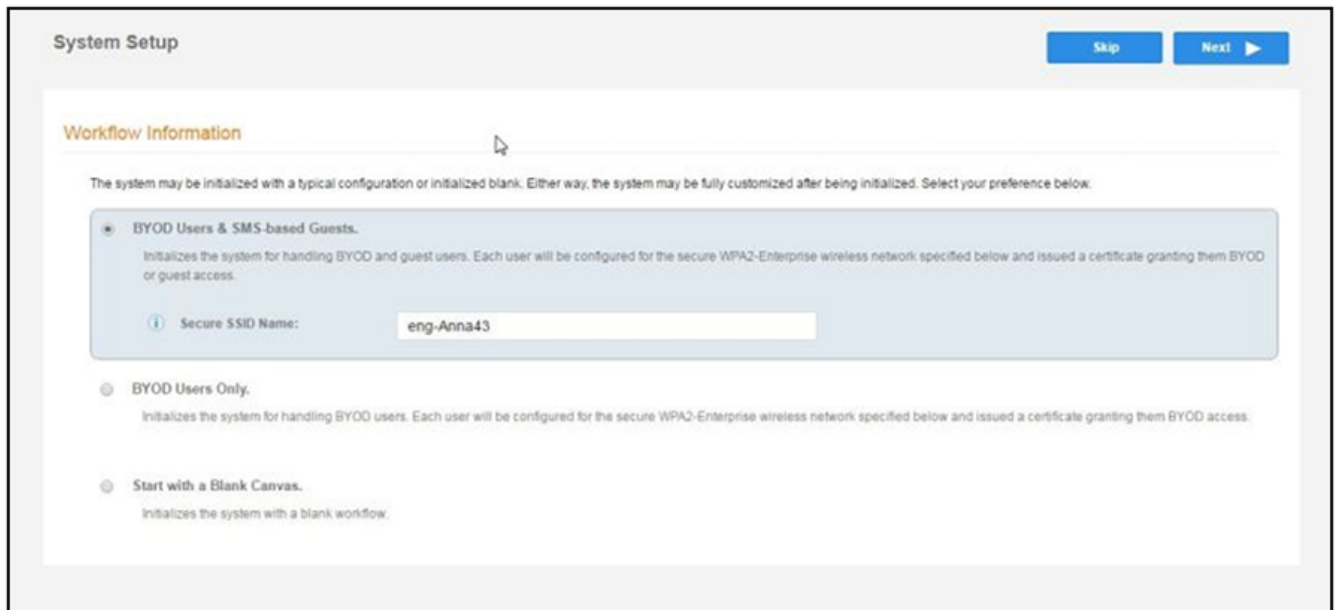 System Setup
Skip
Next
Workflow Information
The system may be initialized with a typical configuration or initialized blank. Either way, the system may be fully customized after being initialized. Select your preference below.
BYOD Users & SMS-based Guests.
Initializes the system for handling BYOD and guest users. Each user will be configured for the secure WPA2-Enterprise wireless network specified below and issued a certificate granting them BYOD
or guest access.
Secure SSID Name:
eng-Anna43
BYOD Users Only.
Initializes the system for handling BYOD users. Each user will be configured for the secure WPA2-Enterprise wireless network specified below and issued a certificate granting them BYOD access.
Start with a Blank Canvas.
Initializes the system with a blank workflow.